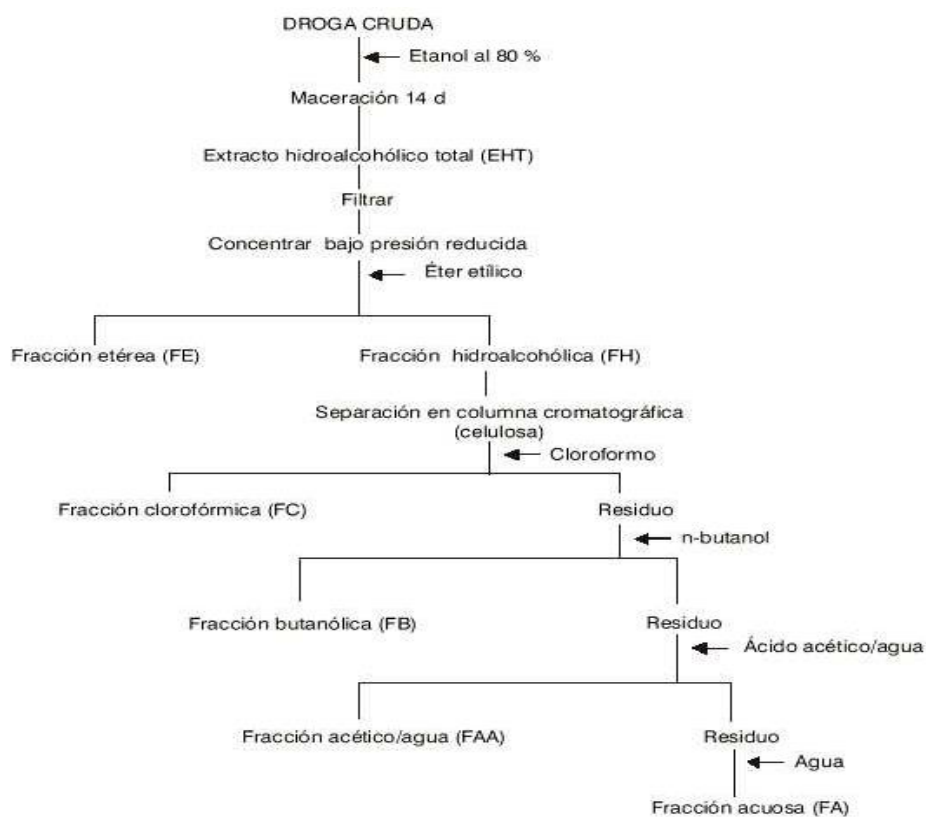 DROGA CRUDA
Etanol al 80 %
Maceración 14 d
Extracto hidroalcohólico total (EHT)
Filtrar
Concentrar bajo presión reducida
Éter etílico
Fracción etérea (FE)
Fracción hidroalcohólica (FH)
Separación en columna cromatográfica
(celulosa)
Cloroformo
Fracción clorofórmica (FC)
Residuo
n-butanol
Fracción butanólica (FB)
Residuo
Ácido acético/agua
Fracción acético/agua (FAA)
Residuo
Agua
Fracción acuosa (FA)